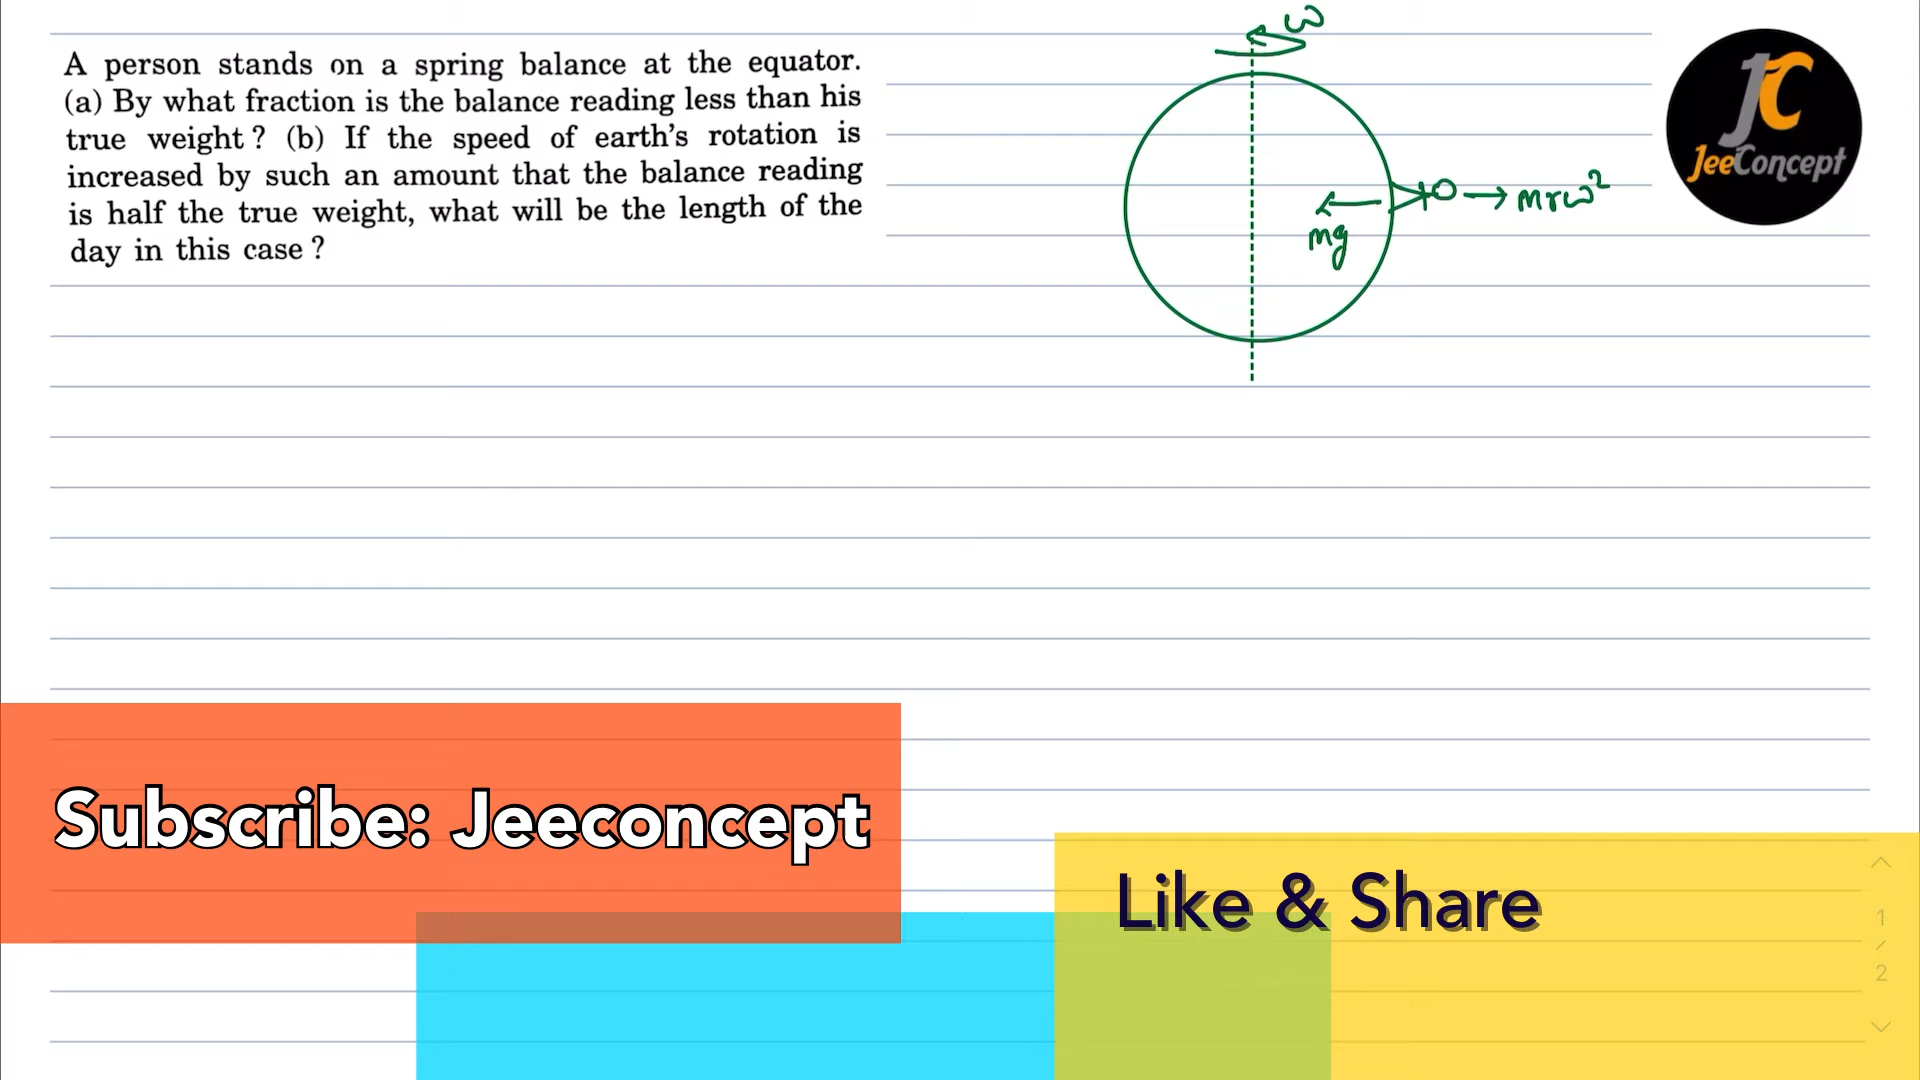 A person stands on a spring balance at the equator.
(a) By what fraction is the balance reading less than his
true weight ? (b) If the speed of earth's rotation is
increased by such an amount that the balance reading
is half the true weight, what will be the length of the
day in this case ?
ω
mrω²
mg
JC
JeeConcept
Subscribe: Jeeconcept
Like & Share
1
/
2